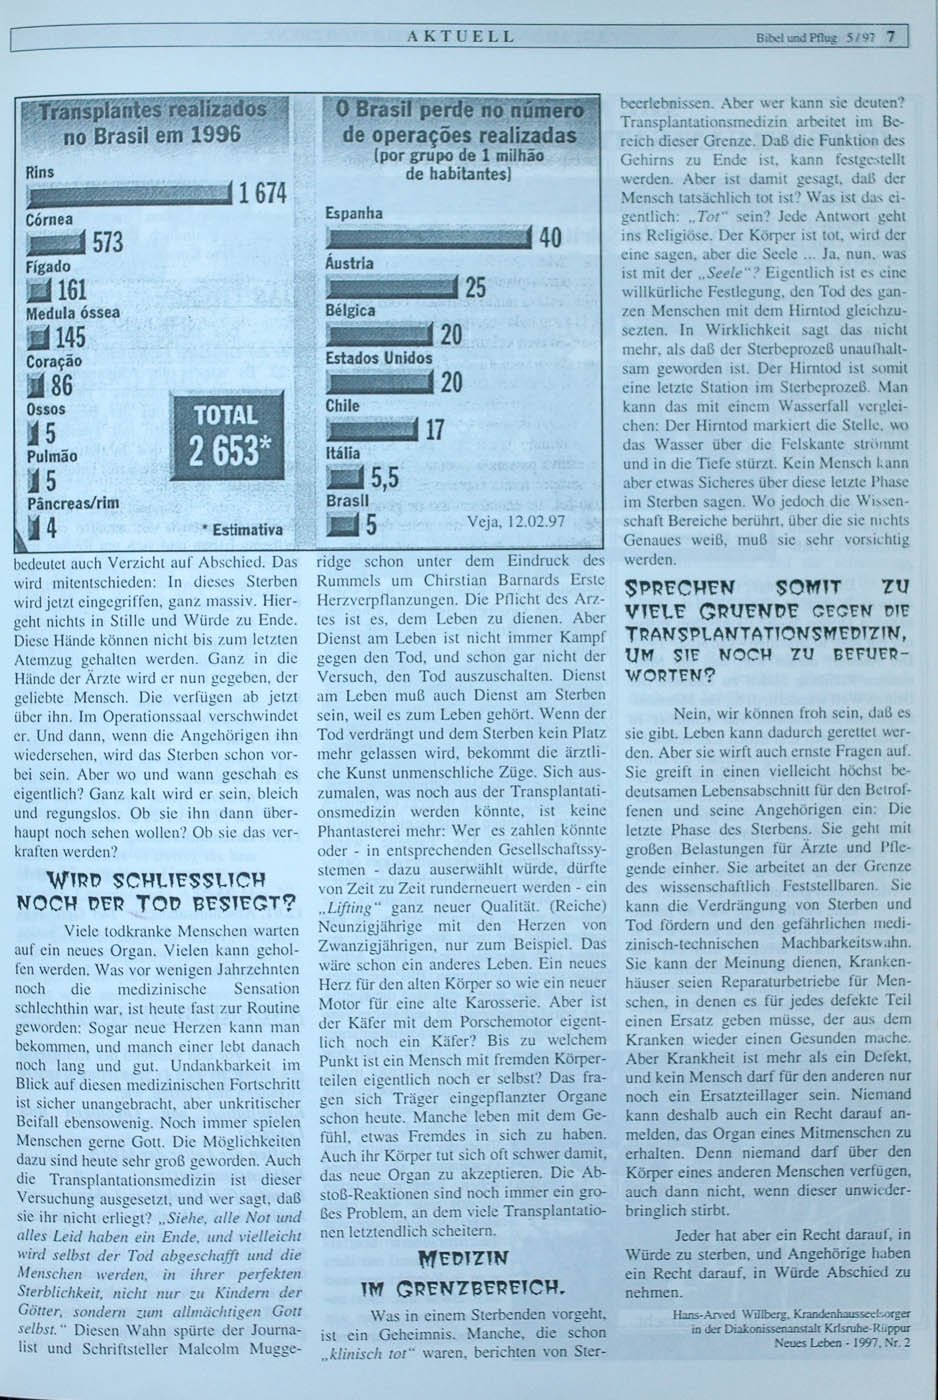 AKTUELL
Bibel und Pflug 5/97 7
Transplantes realizados
no Brasil em 1996
Rins
1 674
Córnea
573
Fígado
161
Medula óssea
145
Coração
86
Ossos
5
Pulmão
5
Pâncreas/rim
4
TOTAL
2 653*
* Estimativa
O Brasil perde no número
de operações realizadas
(por grupo de 1 milhão
de habitantes)
Espanha
40
Áustria
25
Bélgica
20
Estados Unidos
20
Chile
17
Itália
5,5
Brasil
5
Veja, 12.02.97
bedeutet auch Verzicht auf Abschied. Das
wird mitentschieden: In dieses Sterben
wird jetzt eingegriffen, ganz massiv. Hier-
geht nichts in Stille und Würde zu Ende.
Diese Hände können nicht bis zum letzten
Atemzug gehalten werden. Ganz in die
Hände der Ärzte wird er nun gegeben, der
geliebte Mensch. Die verfügen ab jetzt
über ihn. Im Operationssaal verschwindet
er. Und dann, wenn die Angehörigen ihn
wiedersehen, wird das Sterben schon vor-
bei sein. Aber wo und wann geschah es
eigentlich? Ganz kalt wird er sein, bleich
und regungslos. Ob sie ihn dann über-
haupt noch sehen wollen? Ob sie das ver-
kraften werden?
WIRD SCHLIESSLICH
NOCH DER TOD BESIEGT?
Viele todkranke Menschen warten
auf ein neues Organ. Vielen kann gehol-
fen werden. Was vor wenigen Jahrzehnten
noch die medizinische Sensation
schlechthin war, ist heute fast zur Routine
geworden: Sogar neue Herzen kann man
bekommen, und manch einer lebt danach
noch lang und gut. Undankbarkeit im
Blick auf diesen medizinischen Fortschritt
ist sicher unangebracht, aber unkritischer
Beifall ebensowenig. Noch immer spielen
Menschen gerne Gott. Die Möglichkeiten
dazu sind heute sehr groß geworden. Auch
die Transplantationsmedizin ist dieser
Versuchung ausgesetzt, und wer sagt, daß
sie ihr nicht erliegt? „Siehe, alle Not und
alles Leid haben ein Ende, und vielleicht
wird selbst der Tod abgeschafft und die
Menschen werden, in ihrer perfekten
Sterblichkeit, nicht nur zu Kindern der
Götter, sondern zum allmächtigen Gott
selbst.“ Diesen Wahn spürte der Journa-
list und Schriftsteller Malcolm Mugge-
ridge schon unter dem Eindruck des
Rummels um Chirstian Barnards Erste
Herzverpflanzungen. Die Pflicht des Arz-
tes ist es, dem Leben zu dienen. Aber
Dienst am Leben ist nicht immer Kampf
gegen den Tod, und schon gar nicht der
Versuch, den Tod auszuschalten. Dienst
am Leben muß auch Dienst am Sterben
sein, weil es zum Leben gehört. Wenn der
Tod verdrängt und dem Sterben kein Platz
mehr gelassen wird, bekommt die ärztli-
che Kunst unmenschliche Züge. Sich aus-
zumalen, was noch aus der Transplantati-
onsmedizin werden könnte, ist keine
Phantasterei mehr: Wer es zahlen könnte
oder - in entsprechenden Gesellschaftssy-
stemen - dazu auserwählt würde, dürfte
von Zeit zu Zeit runderneuert werden - ein
„Lifting“ ganz neuer Qualität. (Reiche)
Neunzigjährige mit den Herzen von
Zwanzigjährigen, nur zum Beispiel. Das
wäre schon ein anderes Leben. Ein neues
Herz für den alten Körper so wie ein neuer
Motor für eine alte Karosserie. Aber ist
der Käfer mit dem Porschemotor eigent-
lich noch ein Käfer? Bis zu welchem
Punkt ist ein Mensch mit fremden Körper-
teilen eigentlich noch er selbst? Das fra-
gen sich Träger eingepflanzter Organe
schon heute. Manche leben mit dem Ge-
fühl, etwas Fremdes in sich zu haben.
Auch ihr Körper tut sich oft schwer damit,
das neue Organ zu akzeptieren. Die Ab-
stoß-Reaktionen sind noch immer ein gro-
ßes Problem, an dem viele Transplantatio-
nen letztendlich scheitern.
MEDIZIN
IM GRENZBEREICH.
Was in einem Sterbenden vorgeht,
ist ein Geheimnis. Manche, die schon
„klinisch tot“ waren, berichten von Ster-
beerlebnissen. Aber wer kann sie deuten?
Transplantationsmedizin arbeitet im Be-
reich dieser Grenze. Daß die Funktion des
Gehirns zu Ende ist, kann festgestellt
werden. Aber ist damit gesagt, daß der
Mensch tatsächlich tot ist? Was ist das ei-
gentlich: „Tot“ sein? Jede Antwort geht
ins Religiöse. Der Körper ist tot, wird der
eine sagen, aber die Seele ... Ja, nun, was
ist mit der „Seele“? Eigentlich ist es eine
willkürliche Festlegung, den Tod des gan-
zen Menschen mit dem Hirntod gleichzu-
sezten. In Wirklichkeit sagt das nicht
mehr, als daß der Sterbeprozeß unaufhalt-
sam geworden ist. Der Hirntod ist somit
eine letzte Station im Sterbeprozeß. Man
kann das mit einem Wasserfall verglei-
chen: Der Hirntod markiert die Stelle, wo
das Wasser über die Felskante strömmt
und in die Tiefe stürzt. Kein Mensch kann
aber etwas Sicheres über diese letzte Phase
im Sterben sagen. Wo jedoch die Wissen-
schaft Bereiche berührt, über die sie nichts
Genaues weiß, muß sie sehr vorsichtig
werden.
SPRECHEN SOMIT ZU
VIELE GRUENDE GEGEN DIE
TRANSPLANTATIONSMEDIZIN,
UM SIE NOCH ZU BEFUER-
WORTEN?
Nein, wir können froh sein, daß es
sie gibt. Leben kann dadurch gerettet wer-
den. Aber sie wirft auch ernste Fragen auf.
Sie greift in einen vielleicht höchst be-
deutsamen Lebensabschnitt für den Betrof-
fenen und seine Angehörigen ein: Die
letzte Phase des Sterbens. Sie geht mit
großen Belastungen für Ärzte und Pfle-
gende einher. Sie arbeitet an der Grenze
des wissenschaftlich Feststellbaren. Sie
kann die Verdrängung von Sterben und
Tod fördern und den gefährlichen medi-
zinisch-technischen Machbarkeitswahn.
Sie kann der Meinung dienen, Kranken-
häuser seien Reparaturbetriebe für Men-
schen, in denen es für jedes defekte Teil
einen Ersatz geben müsse, der aus dem
Kranken wieder einen Gesunden mache.
Aber Krankheit ist mehr als ein Defekt,
und kein Mensch darf für den anderen nur
noch ein Ersatzteillager sein. Niemand
kann deshalb auch ein Recht darauf an-
melden, das Organ eines Mitmenschen zu
erhalten. Denn niemand darf über den
Körper eines anderen Menschen verfügen,
auch dann nicht, wenn dieser unwieder-
bringlich stirbt.
Jeder hat aber ein Recht darauf, in
Würde zu sterben, und Angehörige haben
ein Recht darauf, in Würde Abschied zu
nehmen.
Hans-Arved Willberg, Krandenhausseelsorger
in der Diakonissenanstalt Krlsruhe-Rüppur
Neues Leben - 1997, Nr. 2